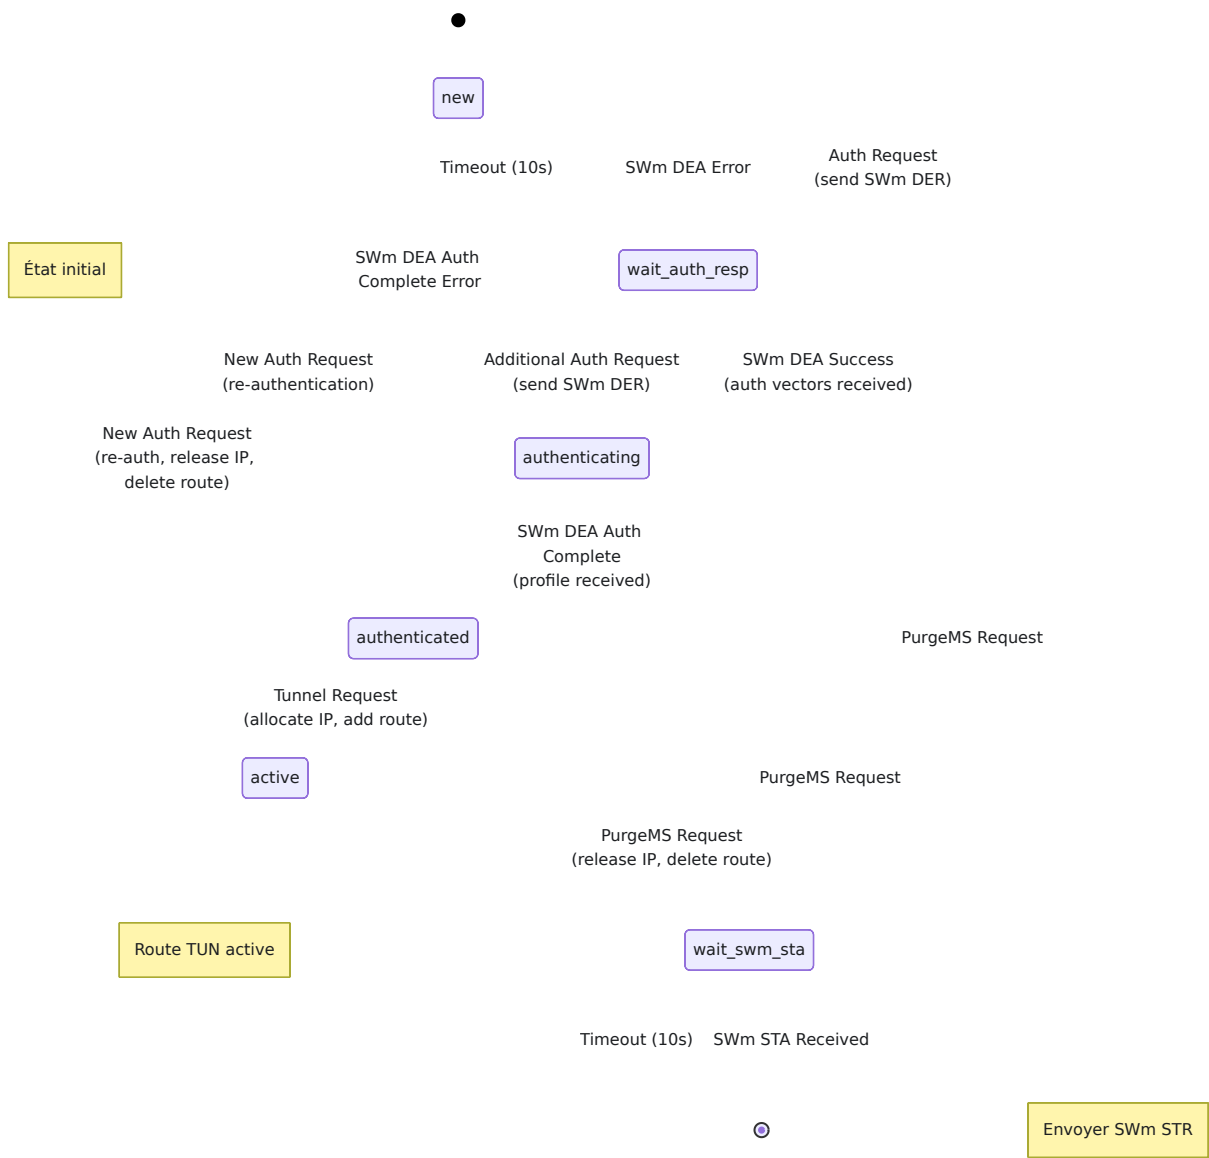 new
Timeout (10s)
SWm DEA Error
Auth Request
(send SWm DER)
État initial
SWm DEA Auth
Complete Error
wait_auth_resp
New Auth Request
(re-authentication)
Additional Auth Request
(send SWm DER)
SWm DEA Success
(auth vectors received)
New Auth Request
(re-auth, release IP,
delete route)
authenticating
SWm DEA Auth
Complete
(profile received)
authenticated
PurgeMS Request
Tunnel Request
(allocate IP, add route)
active
PurgeMS Request
PurgeMS Request
(release IP, delete route)
Route TUN active
wait_swm_sta
Timeout (10s)
SWm STA Received
Envoyer SWm STR